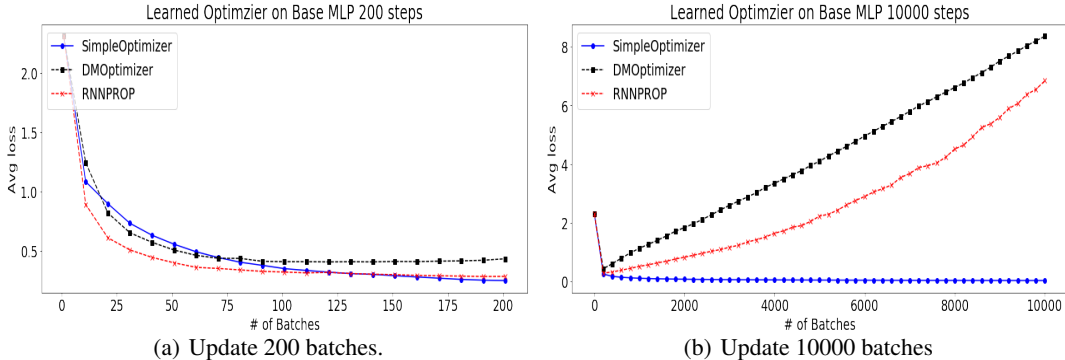 Learned Optimzier on Base MLP 200 steps
SimpleOptimizer
DMOptimizer
RNNPROP
Avg loss
2.0
1.5
1.0
0.5
0 25 50 75 100 125 150 175 200
# of Batches
(a) Update 200 batches.
Learned Optimzier on Base MLP 10000 steps
SimpleOptimizer
DMOptimizer
RNNPROP
Avg loss
8
6
4
2
0
0 2000 4000 6000 8000 10000
# of Batches
(b) Update 10000 batches